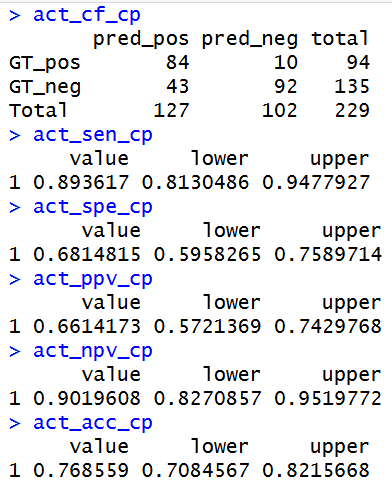 > act_cf_cp
pred_pos pred_neg total
GT_pos 84 10 94
GT_neg 43 92 135
Total 127 102 229
> act_sen_cp
value lower upper
1 0.893617 0.8130486 0.9477927
> act_spe_cp
value lower upper
1 0.6814815 0.5958265 0.7589714
> act_ppv_cp
value lower upper
1 0.6614173 0.5721369 0.7429768
> act_npv_cp
value lower upper
1 0.9019608 0.8270857 0.9519772
> act_acc_cp
value lower upper
1 0.768559 0.7084567 0.8215668